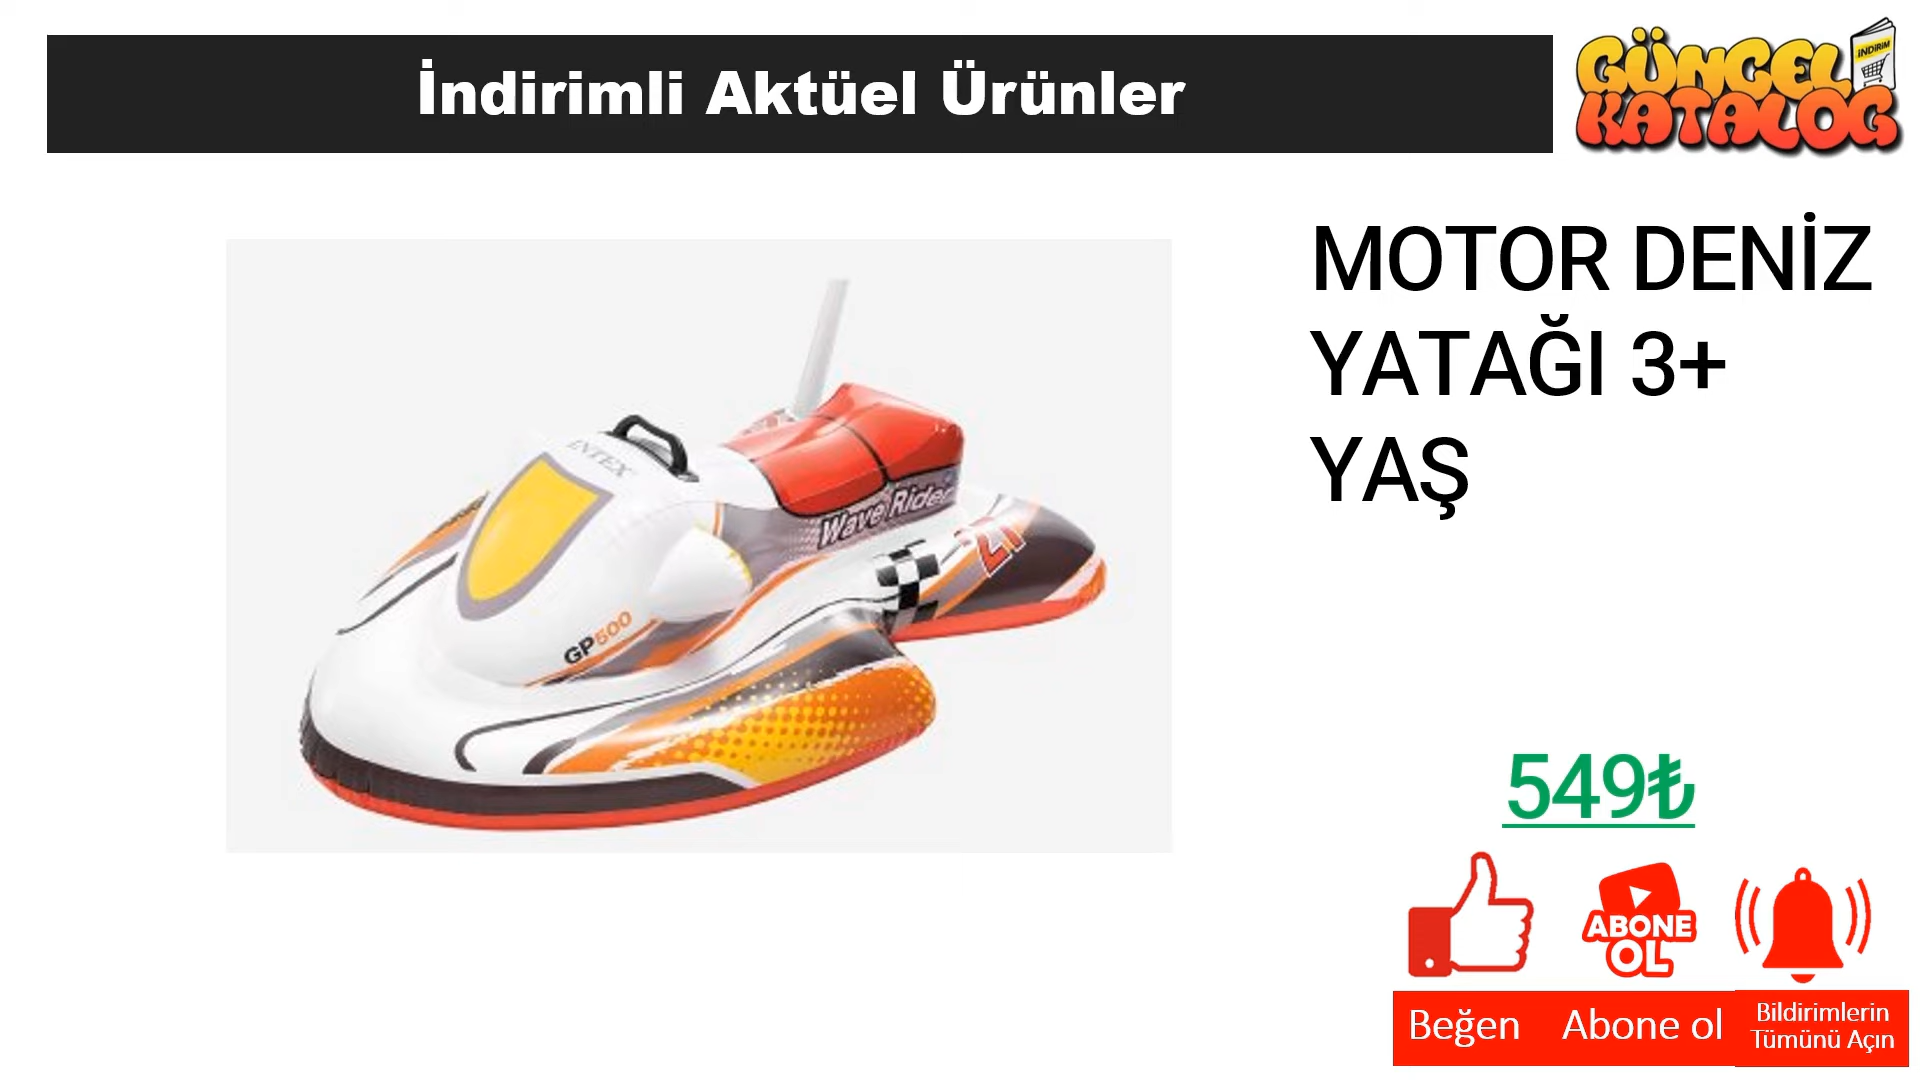 İndirimli Aktüel Ürünler
GÜNCEL
KATALOG
İNDİRİM
MOTOR DENİZ
YATAĞI 3+
YAŞ
INTEX
Wave Rider
GP500
549₺
ABONE
OL
Beğen
Abone ol
Bildirimlerin
Tümünü Açın